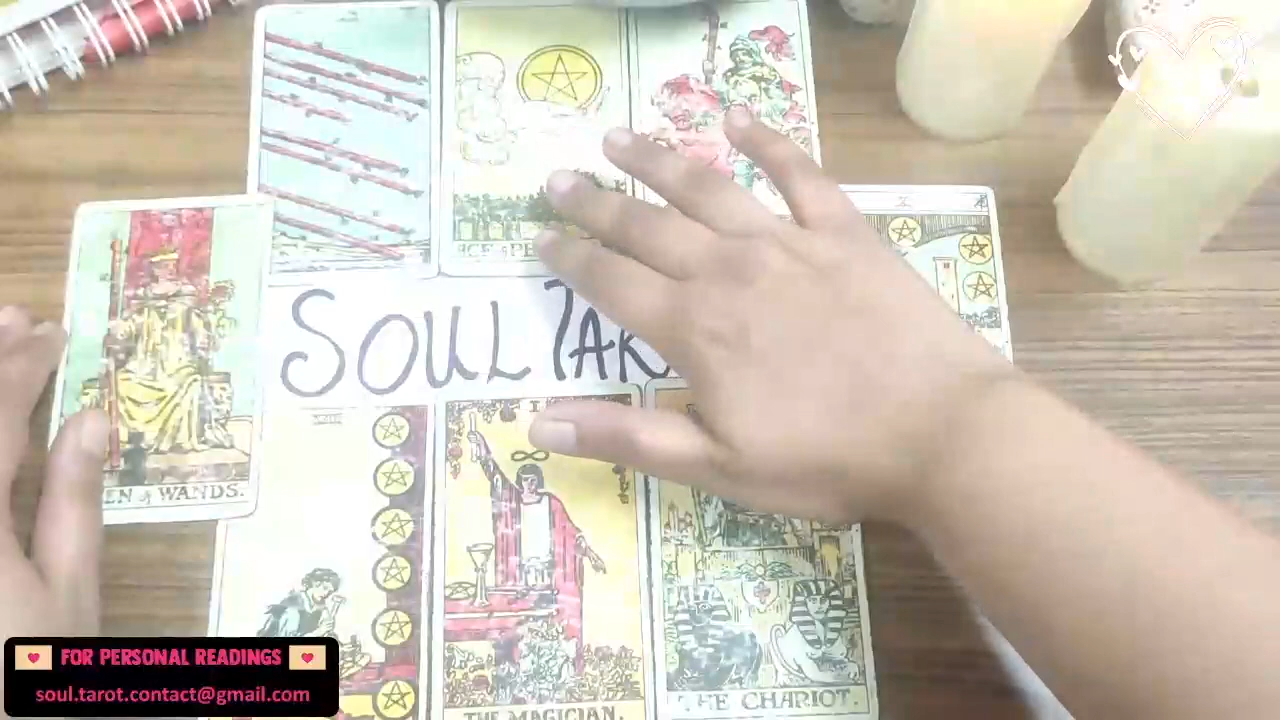 ACE of PE
SOUL TAR
EN of WANDS.
I
THE MAGICIAN.
THE CHARIOT.
FOR PERSONAL READINGS
soul.tarot.contact@gmail.com